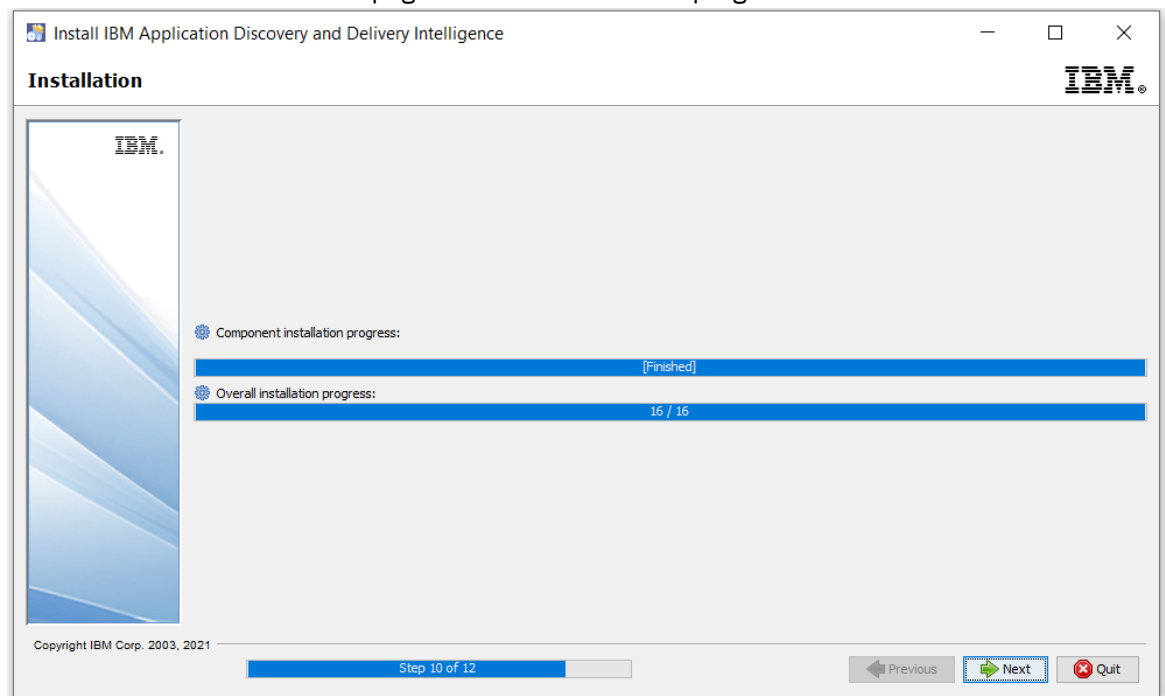 Install IBM Application Discovery and Delivery Intelligence
Installation
IBM®
IBM.
Component installation progress:
[Finished]
Overall installation progress:
16 / 16
Copyright IBM Corp. 2003, 2021
Step 10 of 12
Previous
Next
Quit